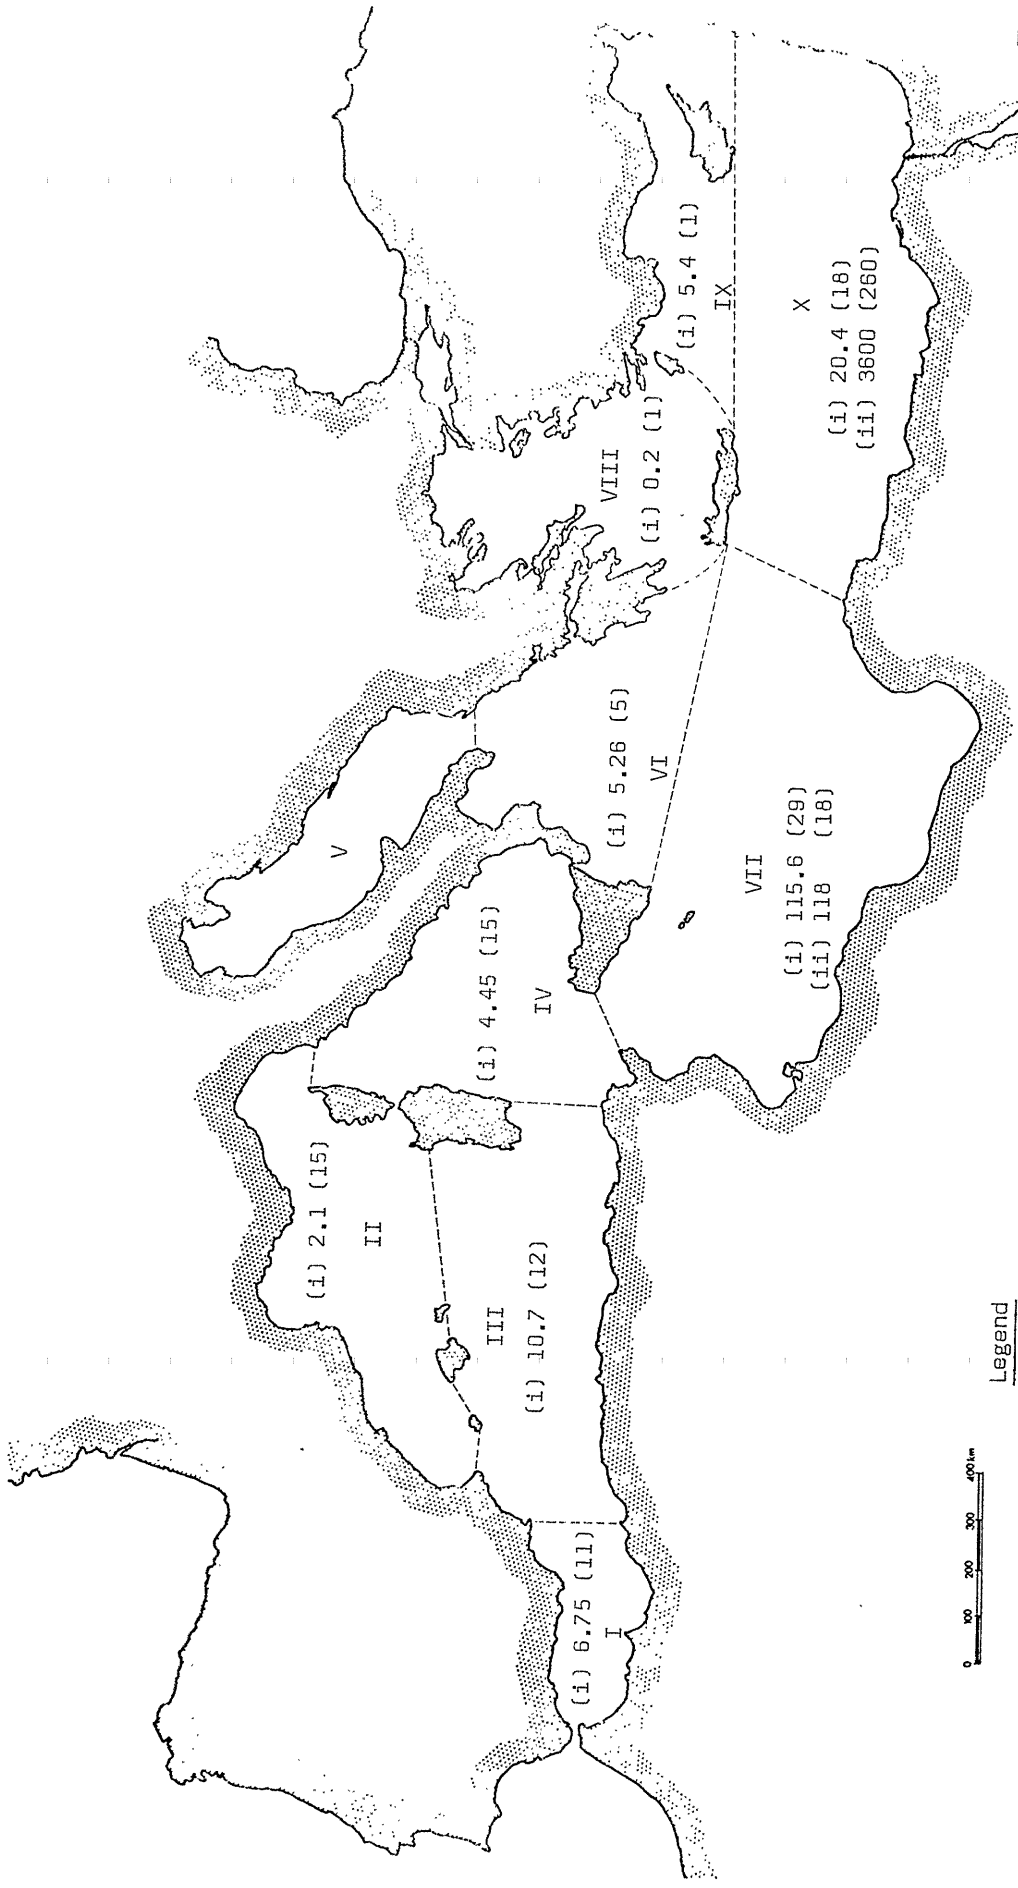 I
(i) 6.75 (11)
II
(i) 2.1 (15)
III
(i) 10.7 (12)
IV
(i) 4.45 (15)
V
VI
(i) 5.26 (5)
VII
(i) 115.6 (29)
(ii) 118 (18)
VIII
(i) 0.2 (1)
IX
(i) 5.4 (1)
X
(i) 20.4 (18)
(ii) 3600 (260)
0 100 200 300 400 km
Legend